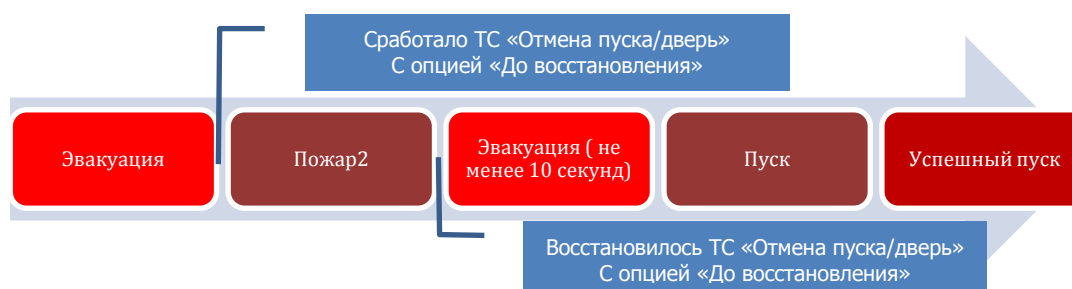 Сработало ТС «Отмена пуска/дверь»
С опцией «До восстановления»
Эвакуация
Пожар2
Эвакуация ( не
менее 10 секунд)
Пуск
Успешный пуск
Восстановилось ТС «Отмена пуска/дверь»
С опцией «До восстановления»